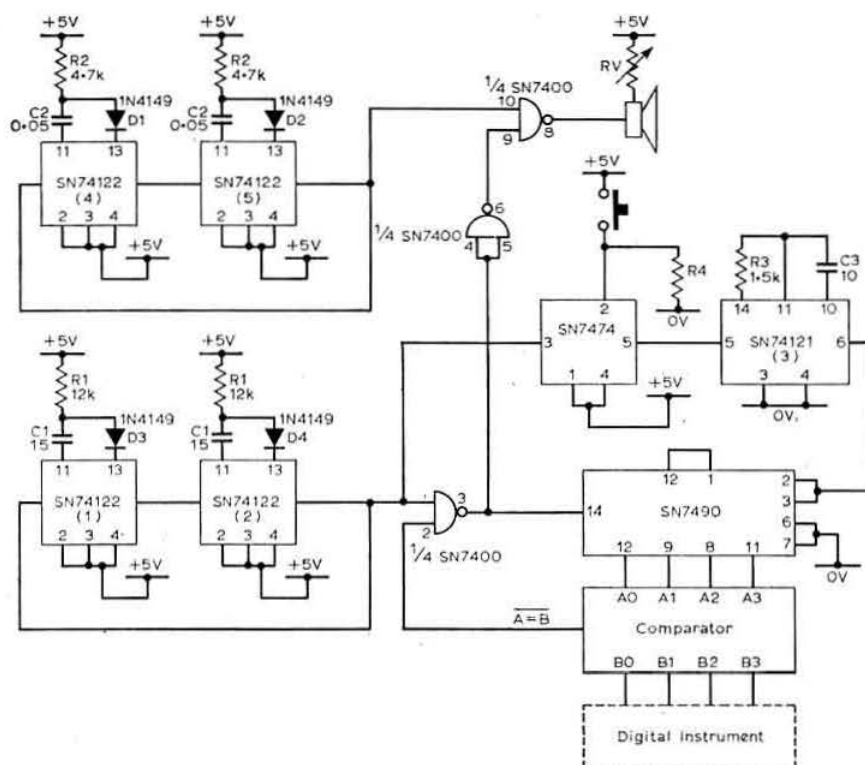 +5V
+5V
+5V
R2
4·7k
R2
4·7k
RV
1N4149
1N4149
¼ SN7400
C2
0·05
D1
C2
0·05
D2
10
9
8
11
13
11
13
+5V
SN74122
(4)
SN74122
(5)
6
2 3 4
2 3 4
¼ SN7400
4
5
+5V
+5V
R4
R3
1·5k
C3
10
2
0V
14
11
10
+5V
+5V
SN7474
SN74121
(3)
3
5
5
6
R1
12k
R1
12k
1
4
+5V
3
4
0V.
1N4149
1N4149
C1
15
D3
C1
15
D4
11
13
11
13
12
1
2
SN74122
(1)
SN74122
(2)
1
2
3
14
SN7490
3
6
7
2 3 4
2 3 4
¼ SN7400
12 9 8 11
+5V
+5V
0V
A0 A1 A2 A3
A=B
Comparator
B0 B1 B2 B3
Digital Instrument